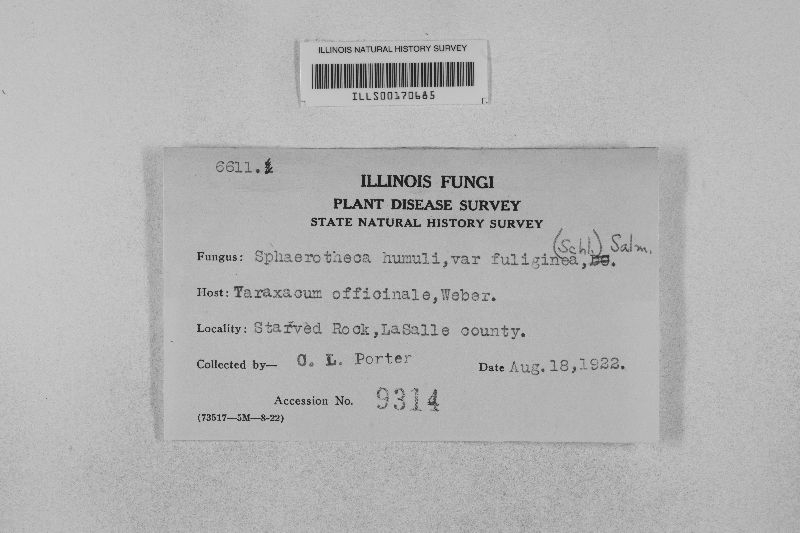 ILLINOIS NATURAL HISTORY SURVEY
ILLS00170685
6611.
ILLINOIS FUNGI
PLANT DISEASE SURVEY
STATE NATURAL HISTORY SURVEY
Fungus: Sphaerotheca humuli,var fuliginea, (Schl.) Salm.
Host: Taraxacum officinale,Weber.
Locality: Starved Rock,LaSalle county.
Collected by— C. L. Porter Date Aug. 18,1922.
Accession No. 9314
(73517—5M—8-22)